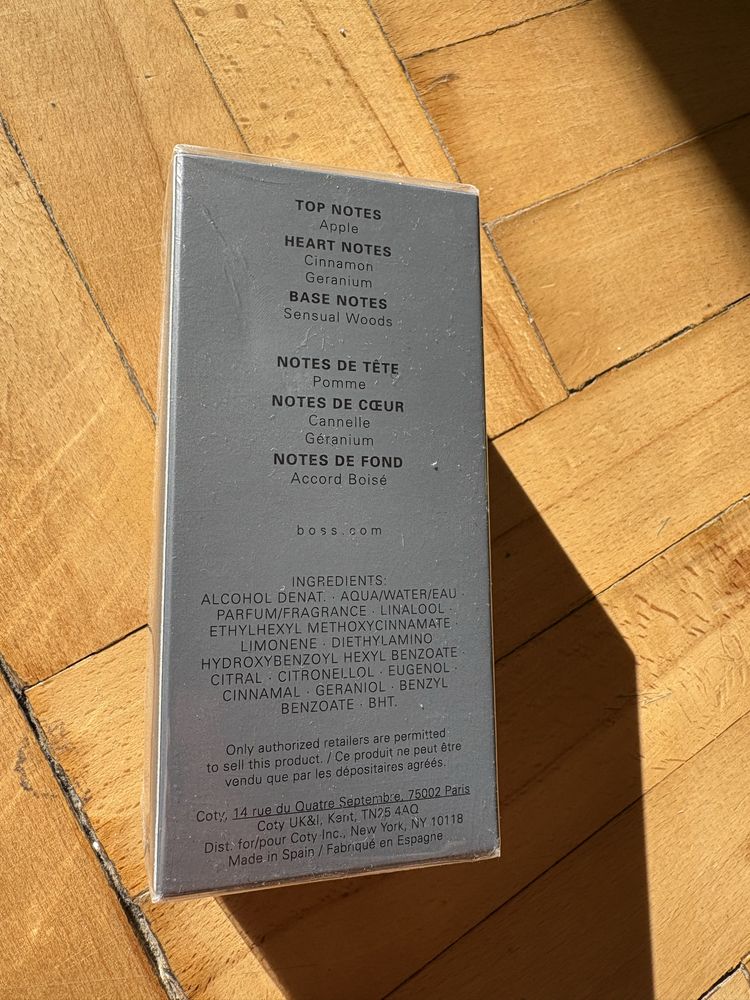 TOP NOTES
Apple
HEART NOTES
Cinnamon
Geranium
BASE NOTES
Sensual Woods
NOTES DE TÊTE
Pomme
NOTES DE CŒUR
Cannelle
Géranium
NOTES DE FOND
Accord Boisé
boss.com
INGREDIENTS:
ALCOHOL DENAT. · AQUA/WATER/EAU ·
PARFUM/FRAGRANCE · LINALOOL ·
ETHYLHEXYL METHOXYCINNAMATE ·
LIMONENE · DIETHYLAMINO
HYDROXYBENZOYL HEXYL BENZOATE ·
CITRAL · CITRONELLOL · EUGENOL ·
CINNAMAL · GERANIOL · BENZYL
BENZOATE · BHT.
Only authorized retailers are permitted
to sell this product. / Ce produit ne peut être
vendu que par les dépositaires agréés.
Coty, 14 rue du Quatre Septembre, 75002 Paris
Coty UK&I, Kent, TN25 4AQ
Dist. for/pour Coty Inc., New York, NY 10118
Made in Spain / Fabriqué en Espagne